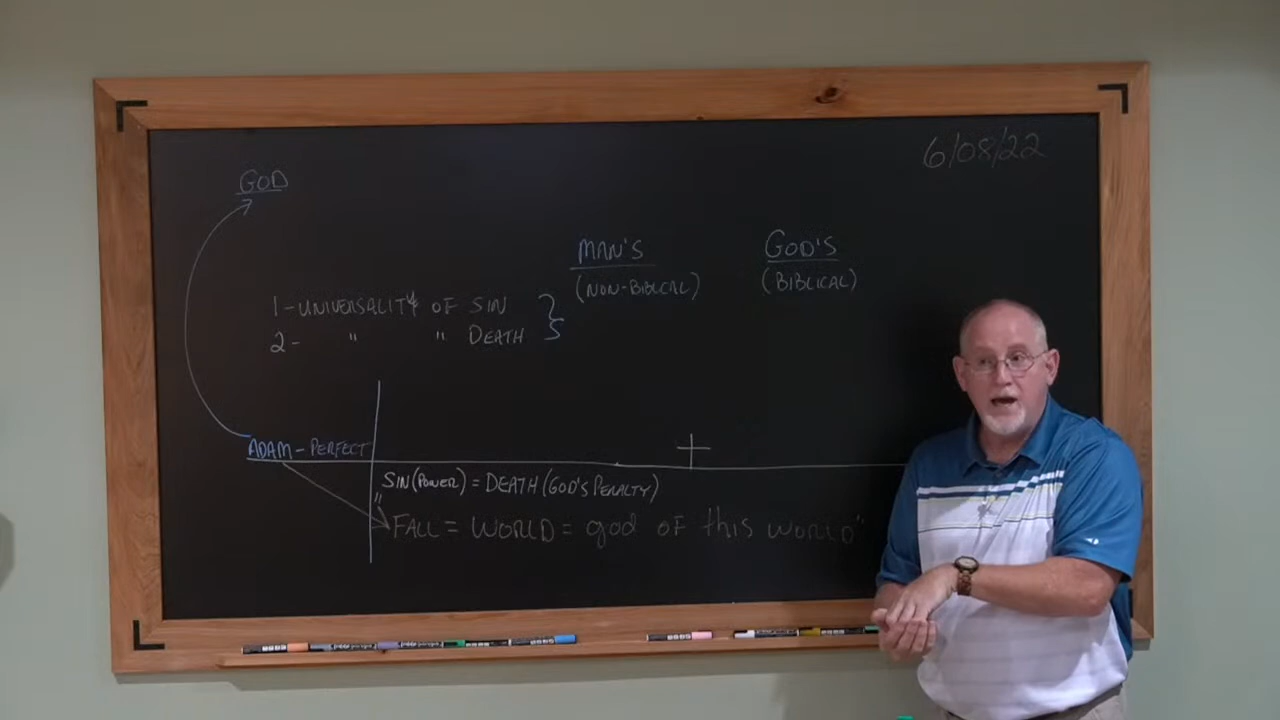 6/08/22
GOD
MAN'S
GOD'S
(NON-BIBLICAL)
(BIBLICAL)
1-UNIVERSALITY OF SIN
2- " " DEATH
ADAM-PERFECT
SIN(POWER) = DEATH(GOD'S PENALTY)
"FALL = WORLD = god of this WORLD"